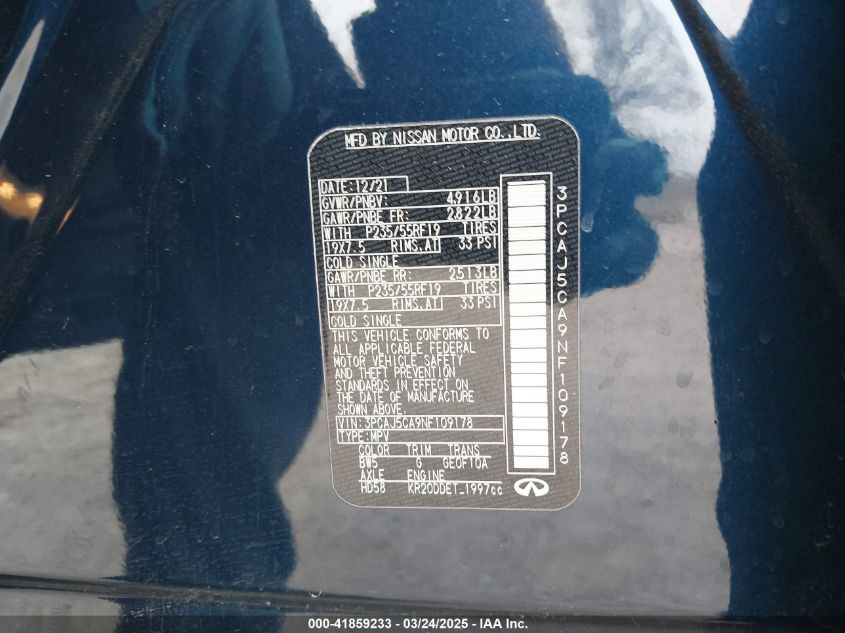 MFD BY NISSAN MOTOR CO.,LTD.
DATE:12/21
GVWR/PNBV: 4916LB
GAWR/PNBE FR: 2822LB
WITH P235/55RF19 TIRES
19X7.5 RIMS.AT 33 PSI
COLD SINGLE
GAWR/PNBE RR: 2513LB
WITH P235/55RF19 TIRES
19X7.5 RIMS.AT 33 PSI
COLD SINGLE
THIS VEHICLE CONFORMS TO
ALL APPLICABLE FEDERAL
MOTOR VEHICLE SAFETY
AND THEFT PREVENTION
STANDARDS IN EFFECT ON
THE DATE OF MANUFACTURE
SHOWN ABOVE.
VIN:3PCAJ5CA9NF109178
TYPE:MPV
COLOR TRIM TRANS
BW5 G GE0F10A
AXLE ENGINE
HD58 KR20DDET_1997cc
3PCAJ5CA9NF109178
000-41859233 - 03/24/2025 - IAA Inc.